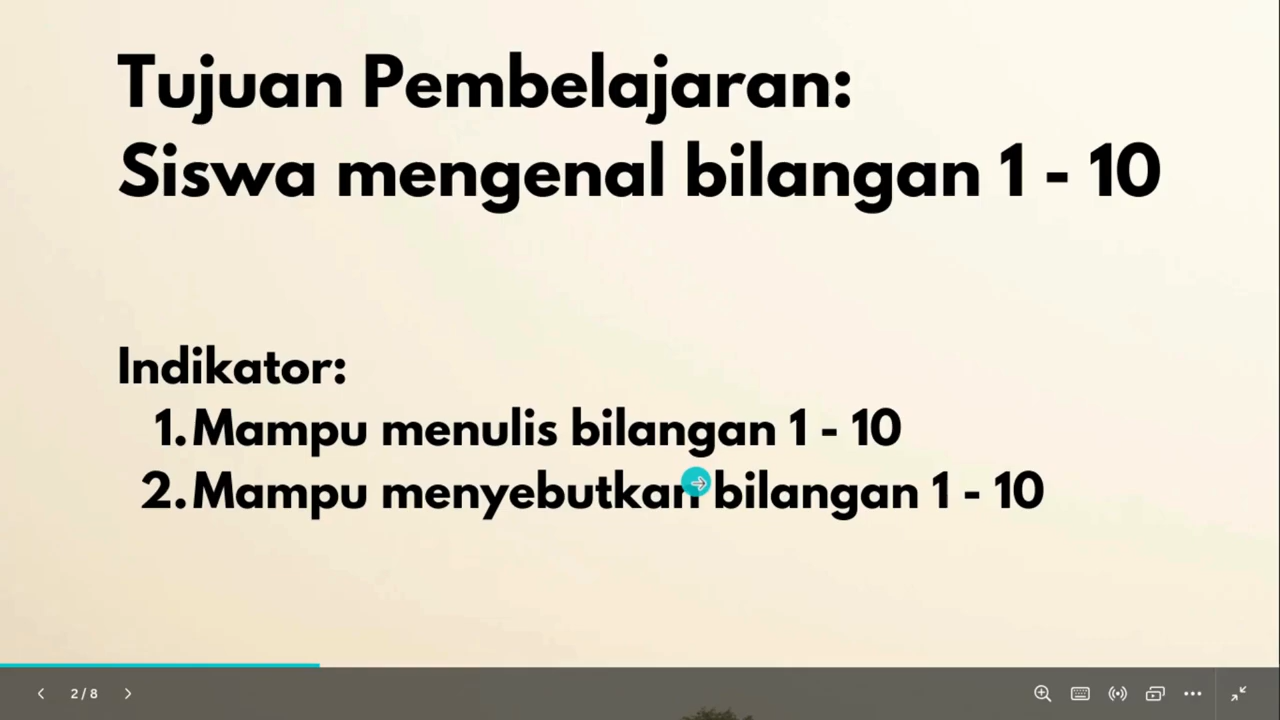 Tujuan Pembelajaran:
Siswa mengenal bilangan 1 - 10
Indikator:
1. Mampu menulis bilangan 1 - 10
2. Mampu menyebutkan bilangan 1 - 10
2 / 8